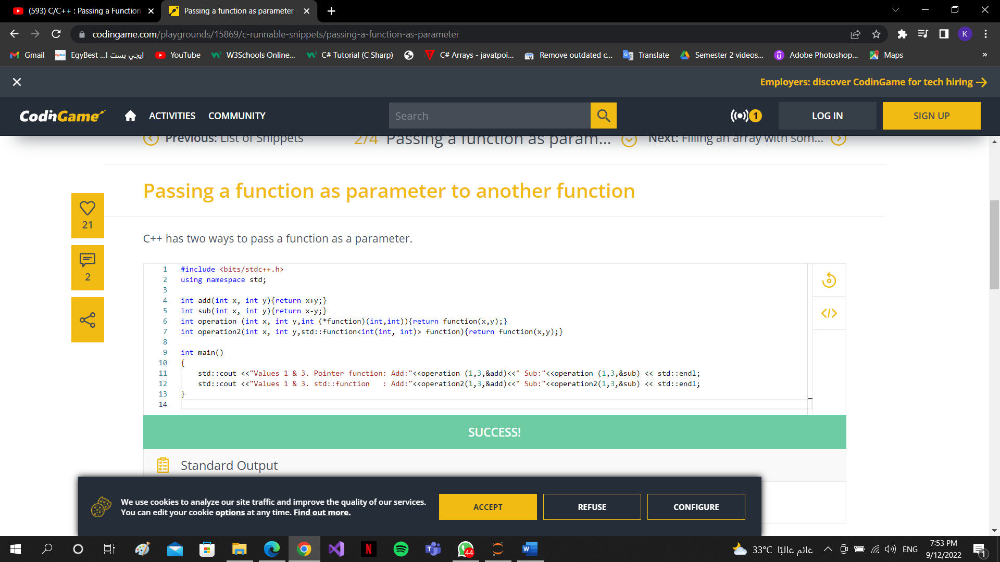 (593) C/C++ : Passing a Function
Passing a function as parameter
codingame.com/playgrounds/15869/c-runnable-snippets/passing-a-function-as-parameter
K
Gmail
EgyBest ...ايجي بست ا
YouTube
W3Schools Online...
C# Tutorial (C Sharp)
C# Arrays - javatpoi...
Remove outdated c...
Translate
Semester 2 videos...
Adobe Photoshop...
Maps
»
Employers: discover CodinGame for tech hiring
CodinGame
ACTIVITIES
COMMUNITY
Search
1
LOG IN
SIGN UP
Previous: List of Snippets
2/4 Passing a function as param...
Next: Filling an array with som...
Passing a function as parameter to another function
21
2
C++ has two ways to pass a function as a parameter.
1 #include <bits/stdc++.h>
2 using namespace std;
3
4 int add(int x, int y){return x+y;}
5 int sub(int x, int y){return x-y;}
6 int operation (int x, int y,int (*function)(int,int)){return function(x,y);}
7 int operation2(int x, int y,std::function<int(int, int)> function){return function(x,y);}
8
9 int main()
10 {
11 std::cout <<"Values 1 & 3. Pointer function: Add:"<<operation (1,3,&add)<<" Sub:"<<operation (1,3,&sub) << std::endl;
12 std::cout <<"Values 1 & 3. std::function   : Add:"<<operation2(1,3,&add)<<" Sub:"<<operation2(1,3,&sub) << std::endl;
13 }
14
SUCCESS!
Standard Output
We use cookies to analyze our site traffic and improve the quality of our services.
You can edit your cookie options at any time. Find out more.
ACCEPT
REFUSE
CONFIGURE
44
33°C غائم غالبًا
ENG
7:53 PM
9/12/2022
1